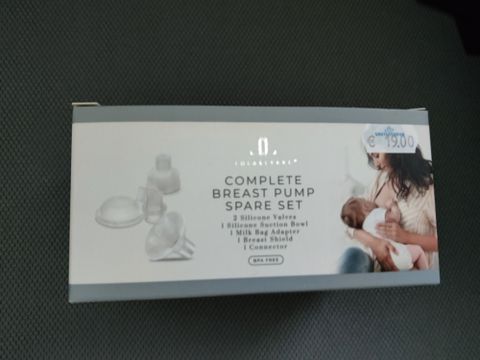 € 19.00
COMPLETE
BREAST PUMP
SPARE SET
2 Silicone Valves
1 Silicone Suction Bowl
1 Milk Bag Adapter
1 Breast Shield
1 Connector
BPA FREE